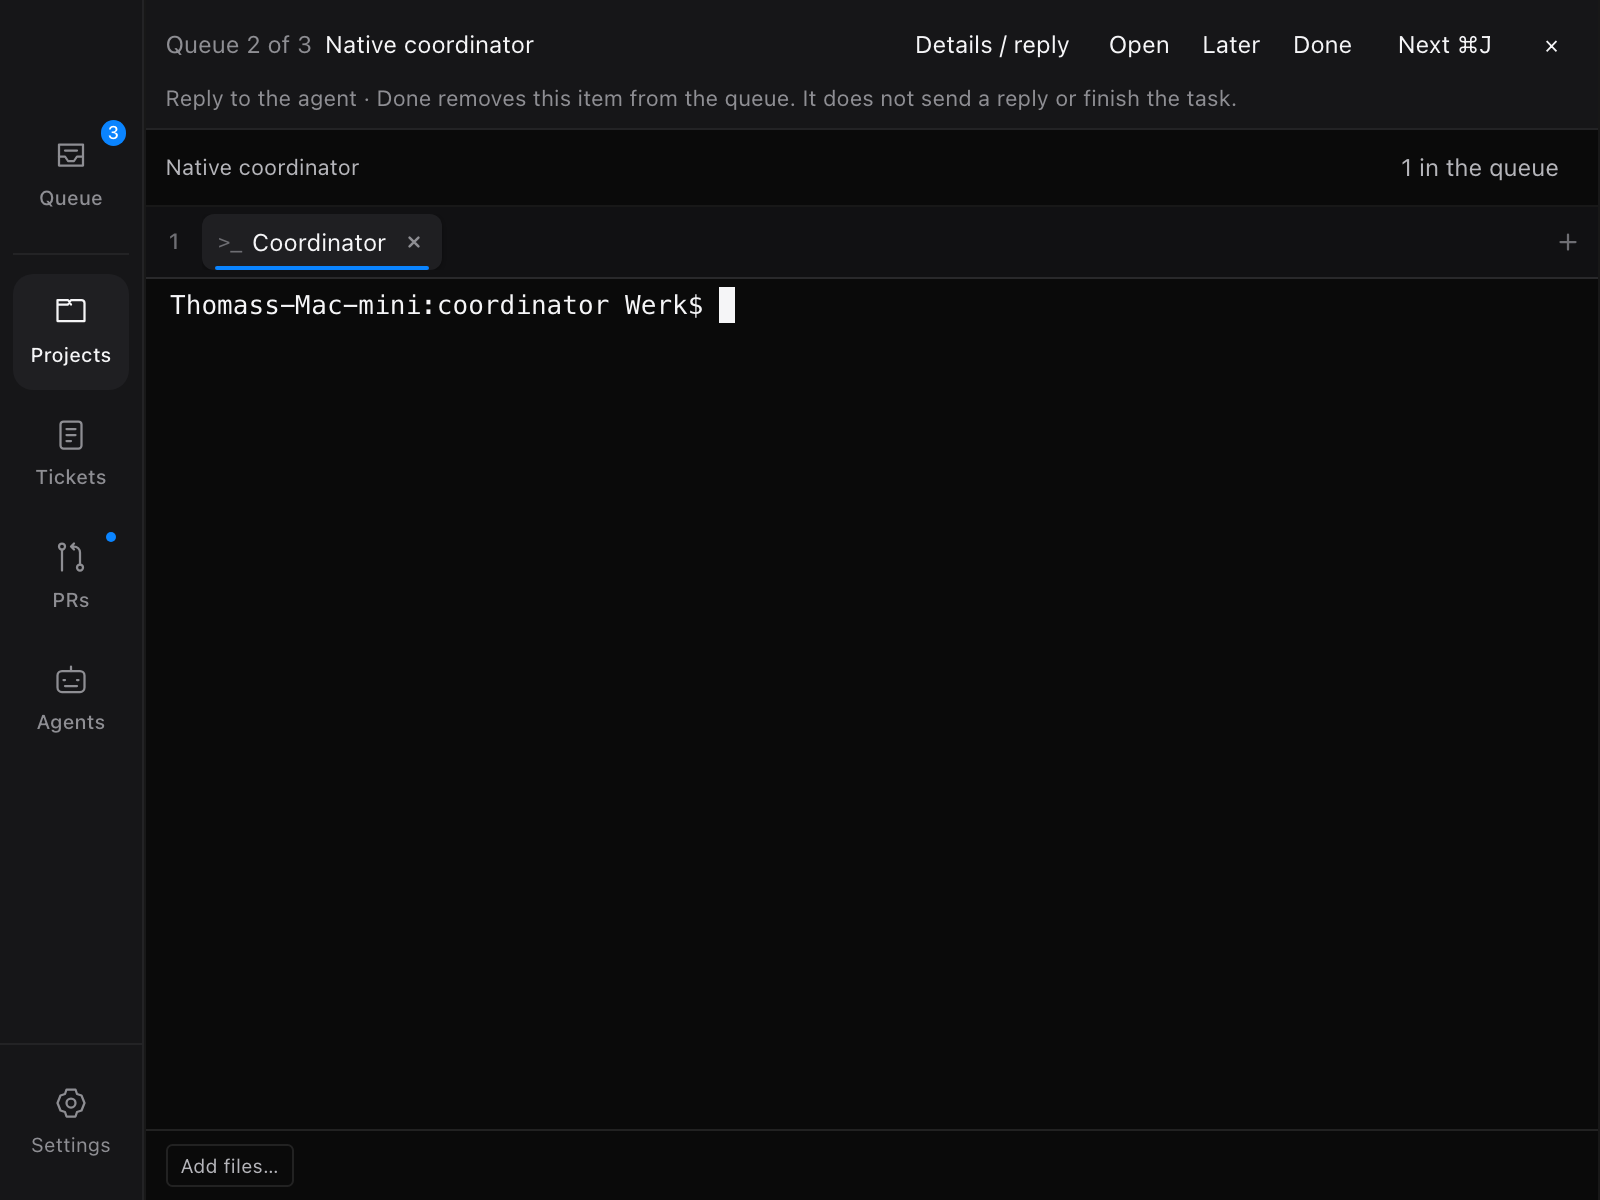 Queue 2 of 3 Native coordinator Details / reply Open Later Done Next ⌘J ×
Reply to the agent · Done removes this item from the queue. It does not send a reply or finish the task.
3
Queue
Projects
Tickets
PRs
Agents
Settings
Native coordinator 1 in the queue
1 >_ Coordinator × +
Thomass-Mac-mini:coordinator Werk$
Add files...